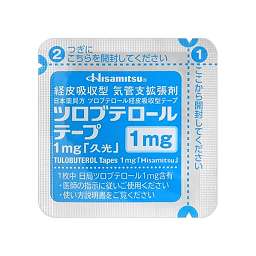 ② つぎに
こちらを開封してください
① ここから開封してください
Hisamitsu®
経皮吸収型 気管支拡張剤
日本薬局方 ツロブテロール経皮吸収型テープ
ツロブテロール
テープ
1mg「久光」
1mg
TULOBUTEROL Tapes 1mg「Hisamitsu」
1枚中 日局ツロブテロール1mg含有
・医師の指示に従いご使用ください
・使い方説明書をご覧ください